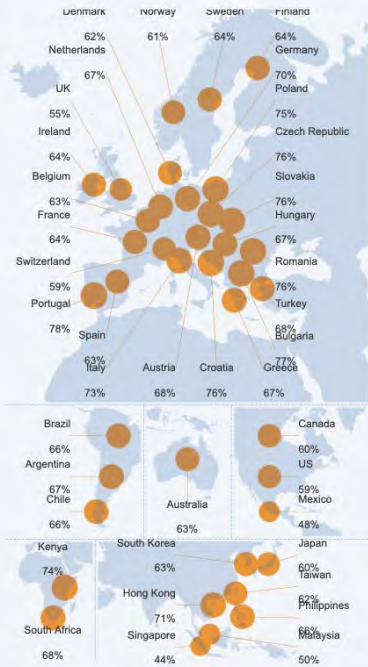 Denmark Norway Sweden Finland
62% 61% 64% 64%
Netherlands Germany
67% 70%
UK Poland
55% 75%
Ireland Czech Republic
64% 76%
Belgium Slovakia
63% 76%
France Hungary
64% 67%
Switzerland Romania
59% 76%
Portugal Turkey
78% 68%
Spain Bulgaria
63% 77%
Italy Austria Croatia Greece
73% 68% 76% 67%
Brazil Canada
66% 60%
Argentina US
67% 59%
Chile Mexico
66% 48%
Australia
63%
Kenya South Korea Japan
74% 63% 60%
Taiwan
62%
Hong Kong Philippines
71% 66%
South Africa Singapore Malaysia
68% 44% 50%